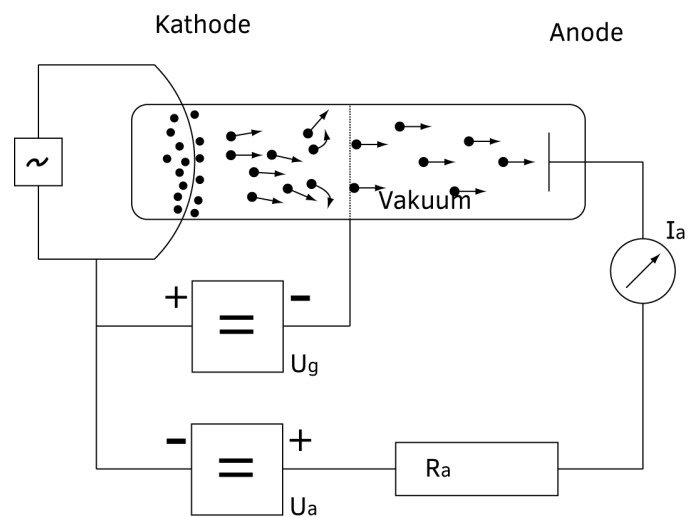 Kathode
Anode
~
Vakuum
Ia
+
-
=
Ug
-
+
=
Ua
Ra